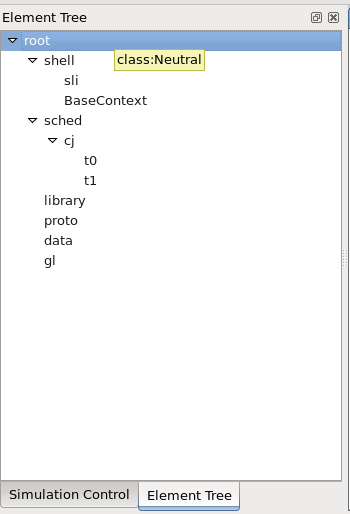 Element Tree
root
shell
class:Neutral
sli
BaseContext
sched
cj
t0
t1
library
proto
data
gl
Simulation Control
Element Tree